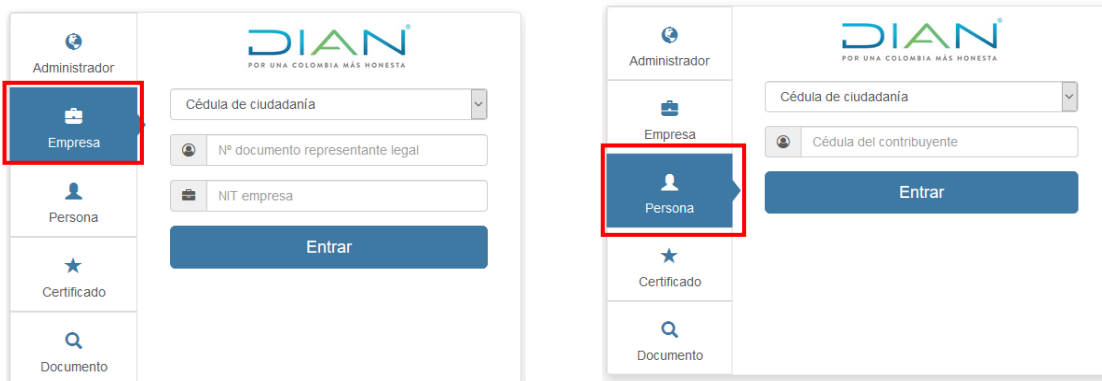 Administrador
Empresa
Persona
Certificado
Documento
DIAN
POR UNA COLOMBIA MÁS HONESTA
Cédula de ciudadanía
Nº documento representante legal
NIT empresa
Entrar
Administrador
Empresa
Persona
Certificado
Documento
DIAN
POR UNA COLOMBIA MÁS HONESTA
Cédula de ciudadanía
Cédula del contribuyente
Entrar